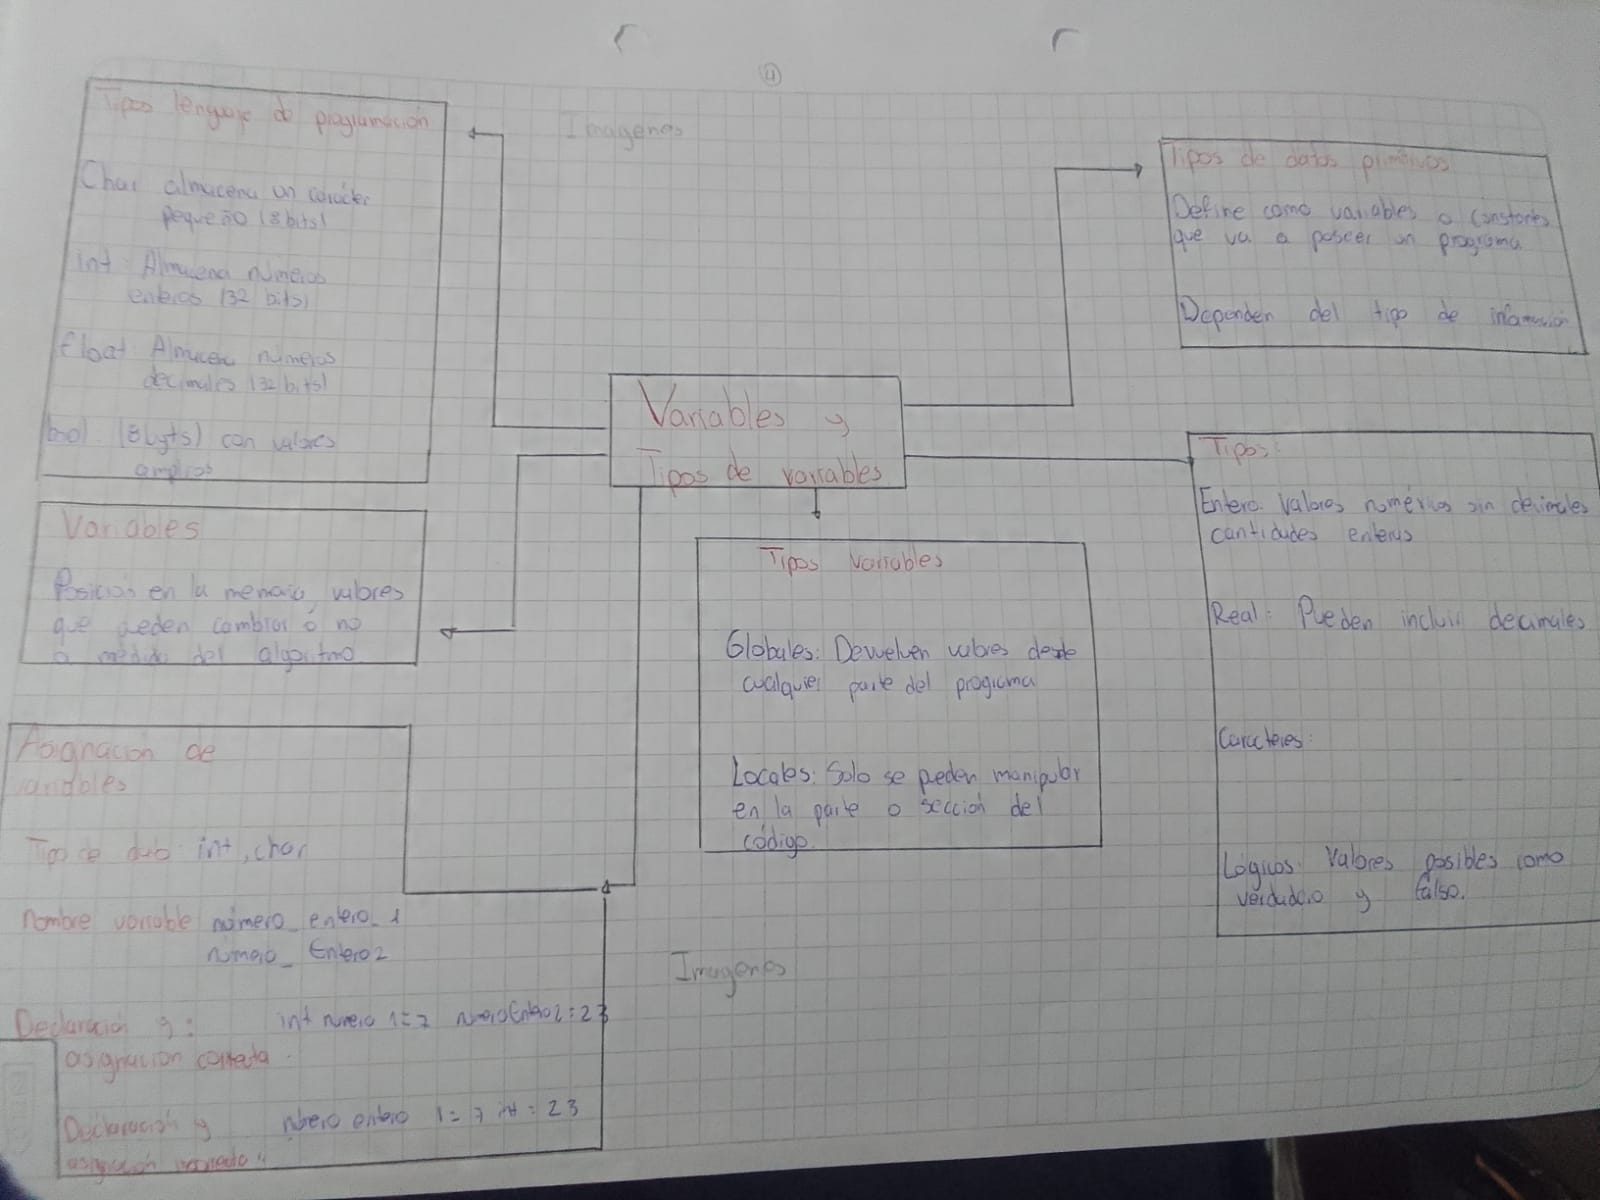 4
Tipos lenguaje de programación
Char almacena un carácter
pequeño (8 bits)
int: Almacena números
enteros (32 bits)
float: Almacena números
decimales (32 bits)
bool: (8 byts) con valores
amplios
Variables
Posición en la memoria, valores
que pueden cambiar ó no
a medida del algoritmo
Asignación de
variables
Tipo de dato: int, char
nombre variable número_entero_1
número_Entero2
Declaración y:
asignación correcta
int número 1=7 númeroEntero2=23
Declaración y
asignación incorrecta
entero 1=7 int=23
Imagenes
Variables y
Tipos de variables
Tipos Variables
Globales: Devuelven valores desde
cualquier parte del programa
Locales: Solo se pueden manipular
en la parte o sección del
código.
Imagenes
Tipos de datos primitivos
Define como variables o constantes
que va a poseer un programa
Dependen del tipo de información
Tipos:
Entero: Valores numéricos sin decimales
cantidades enteras
Real: Pueden incluir decimales
Caracteres:
Lógicos: Valores posibles como
verdadero y falso.